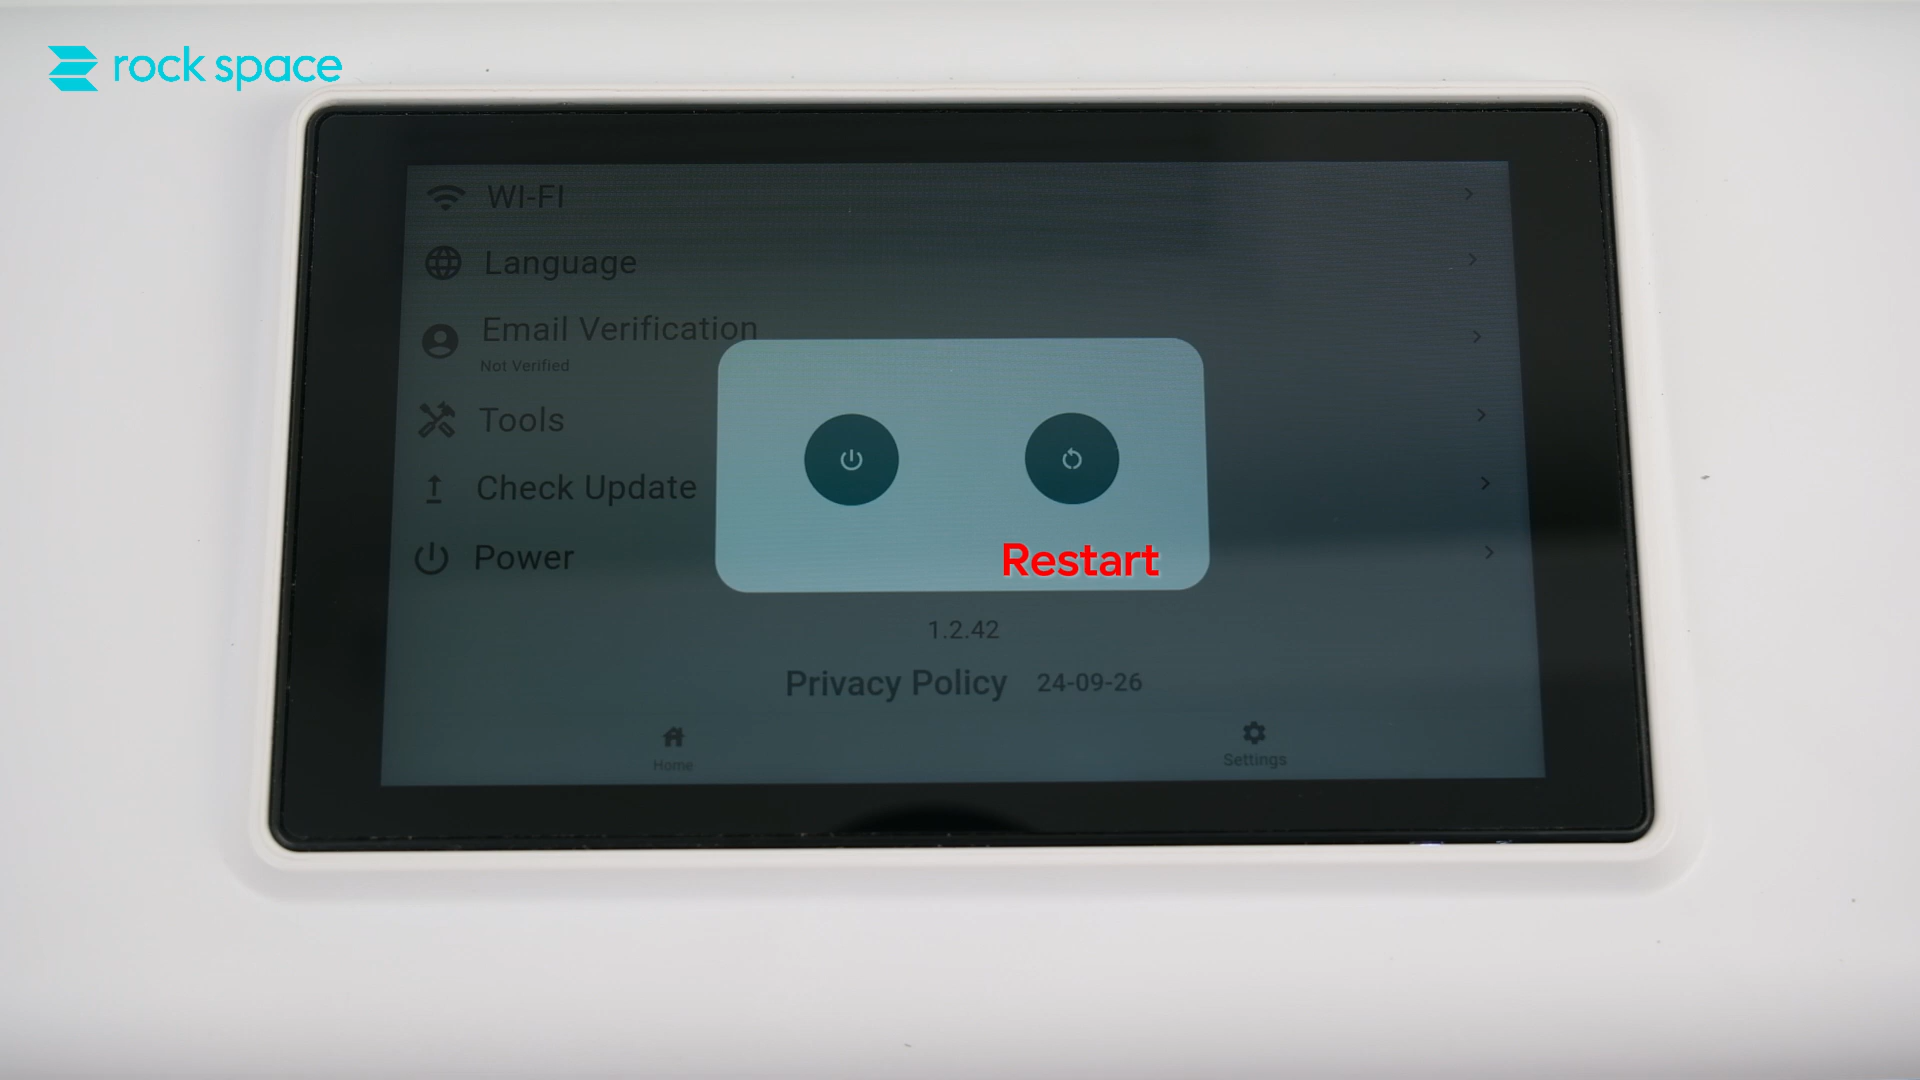 rock space
WI-FI
Language
Email Verification
Not Verified
Tools
Check Update
Power
Restart
1.2.42
Privacy Policy 24-09-26
Home
Settings